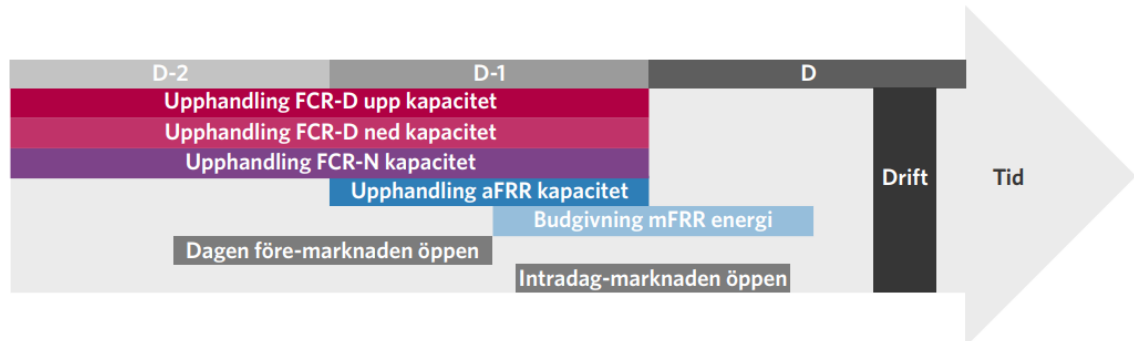 D-2
D-1
D
Upphandling FCR-D upp kapacitet
Upphandling FCR-D ned kapacitet
Upphandling FCR-N kapacitet
Upphandling aFRR kapacitet
Budgivning mFRR energi
Dagen före-marknaden öppen
Intradag-marknaden öppen
Drift
Tid